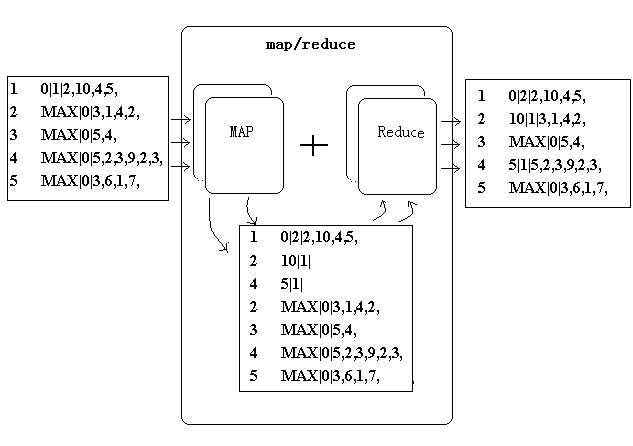 map/reduce
1 0|1|2,10,4,5,
2 MAX|0|3,1,4,2,
3 MAX|0|5,4,
4 MAX|0|5,2,3,9,2,3,
5 MAX|0|3,6,1,7,
MAP
+
Reduce
1 0|2|2,10,4,5,
2 10|1|3,1,4,2,
3 MAX|0|5,4,
4 5|1|5,2,3,9,2,3,
5 MAX|0|3,6,1,7,
1 0|2|2,10,4,5,
2 10|1|
4 5|1|
2 MAX|0|3,1,4,2,
3 MAX|0|5,4,
4 MAX|0|5,2,3,9,2,3,
5 MAX|0|3,6,1,7, ,